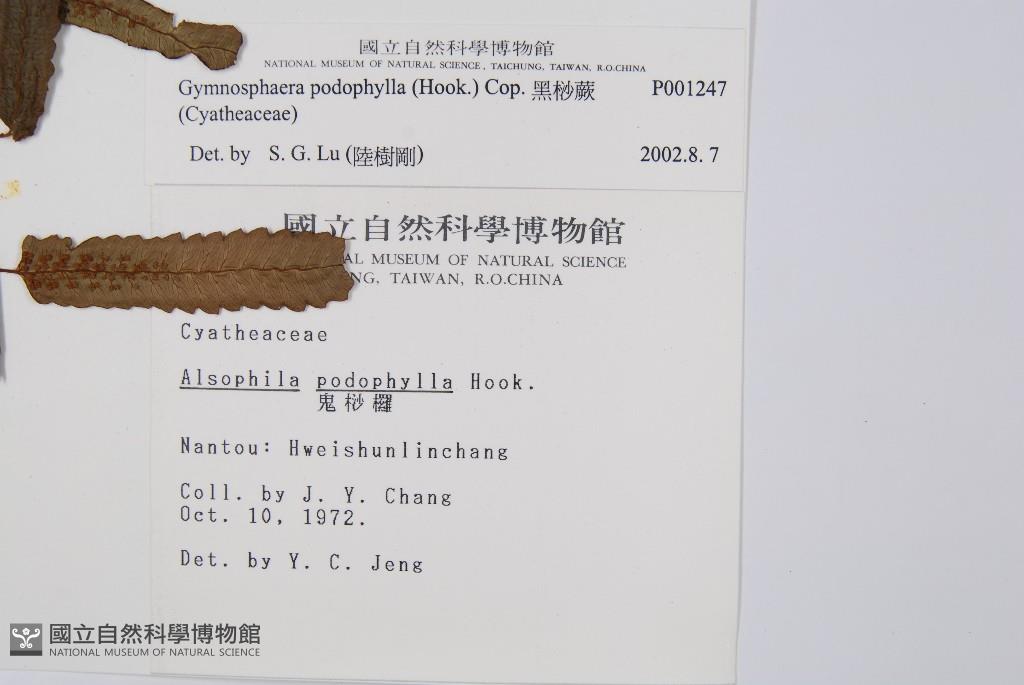 國立自然科學博物館
NATIONAL MUSEUM OF NATURAL SCIENCE, TAICHUNG, TAIWAN, R.O.CHINA
Gymnosphaera podophylla (Hook.) Cop. 黑桫蕨 P001247
(Cyatheaceae)
Det. by S. G. Lu (陸樹剛) 2002.8.7
國立自然科學博物館
MUSEUM OF NATURAL SCIENCE
TAIWAN, R.O.CHINA
Cyatheaceae
Alsophila podophylla Hook.
鬼桫欏
Nantou: Hweishunlinchang
Coll. by J. Y. Chang
Oct. 10, 1972.
Det. by Y. C. Jeng
國立自然科學博物館
NATIONAL MUSEUM OF NATURAL SCIENCE